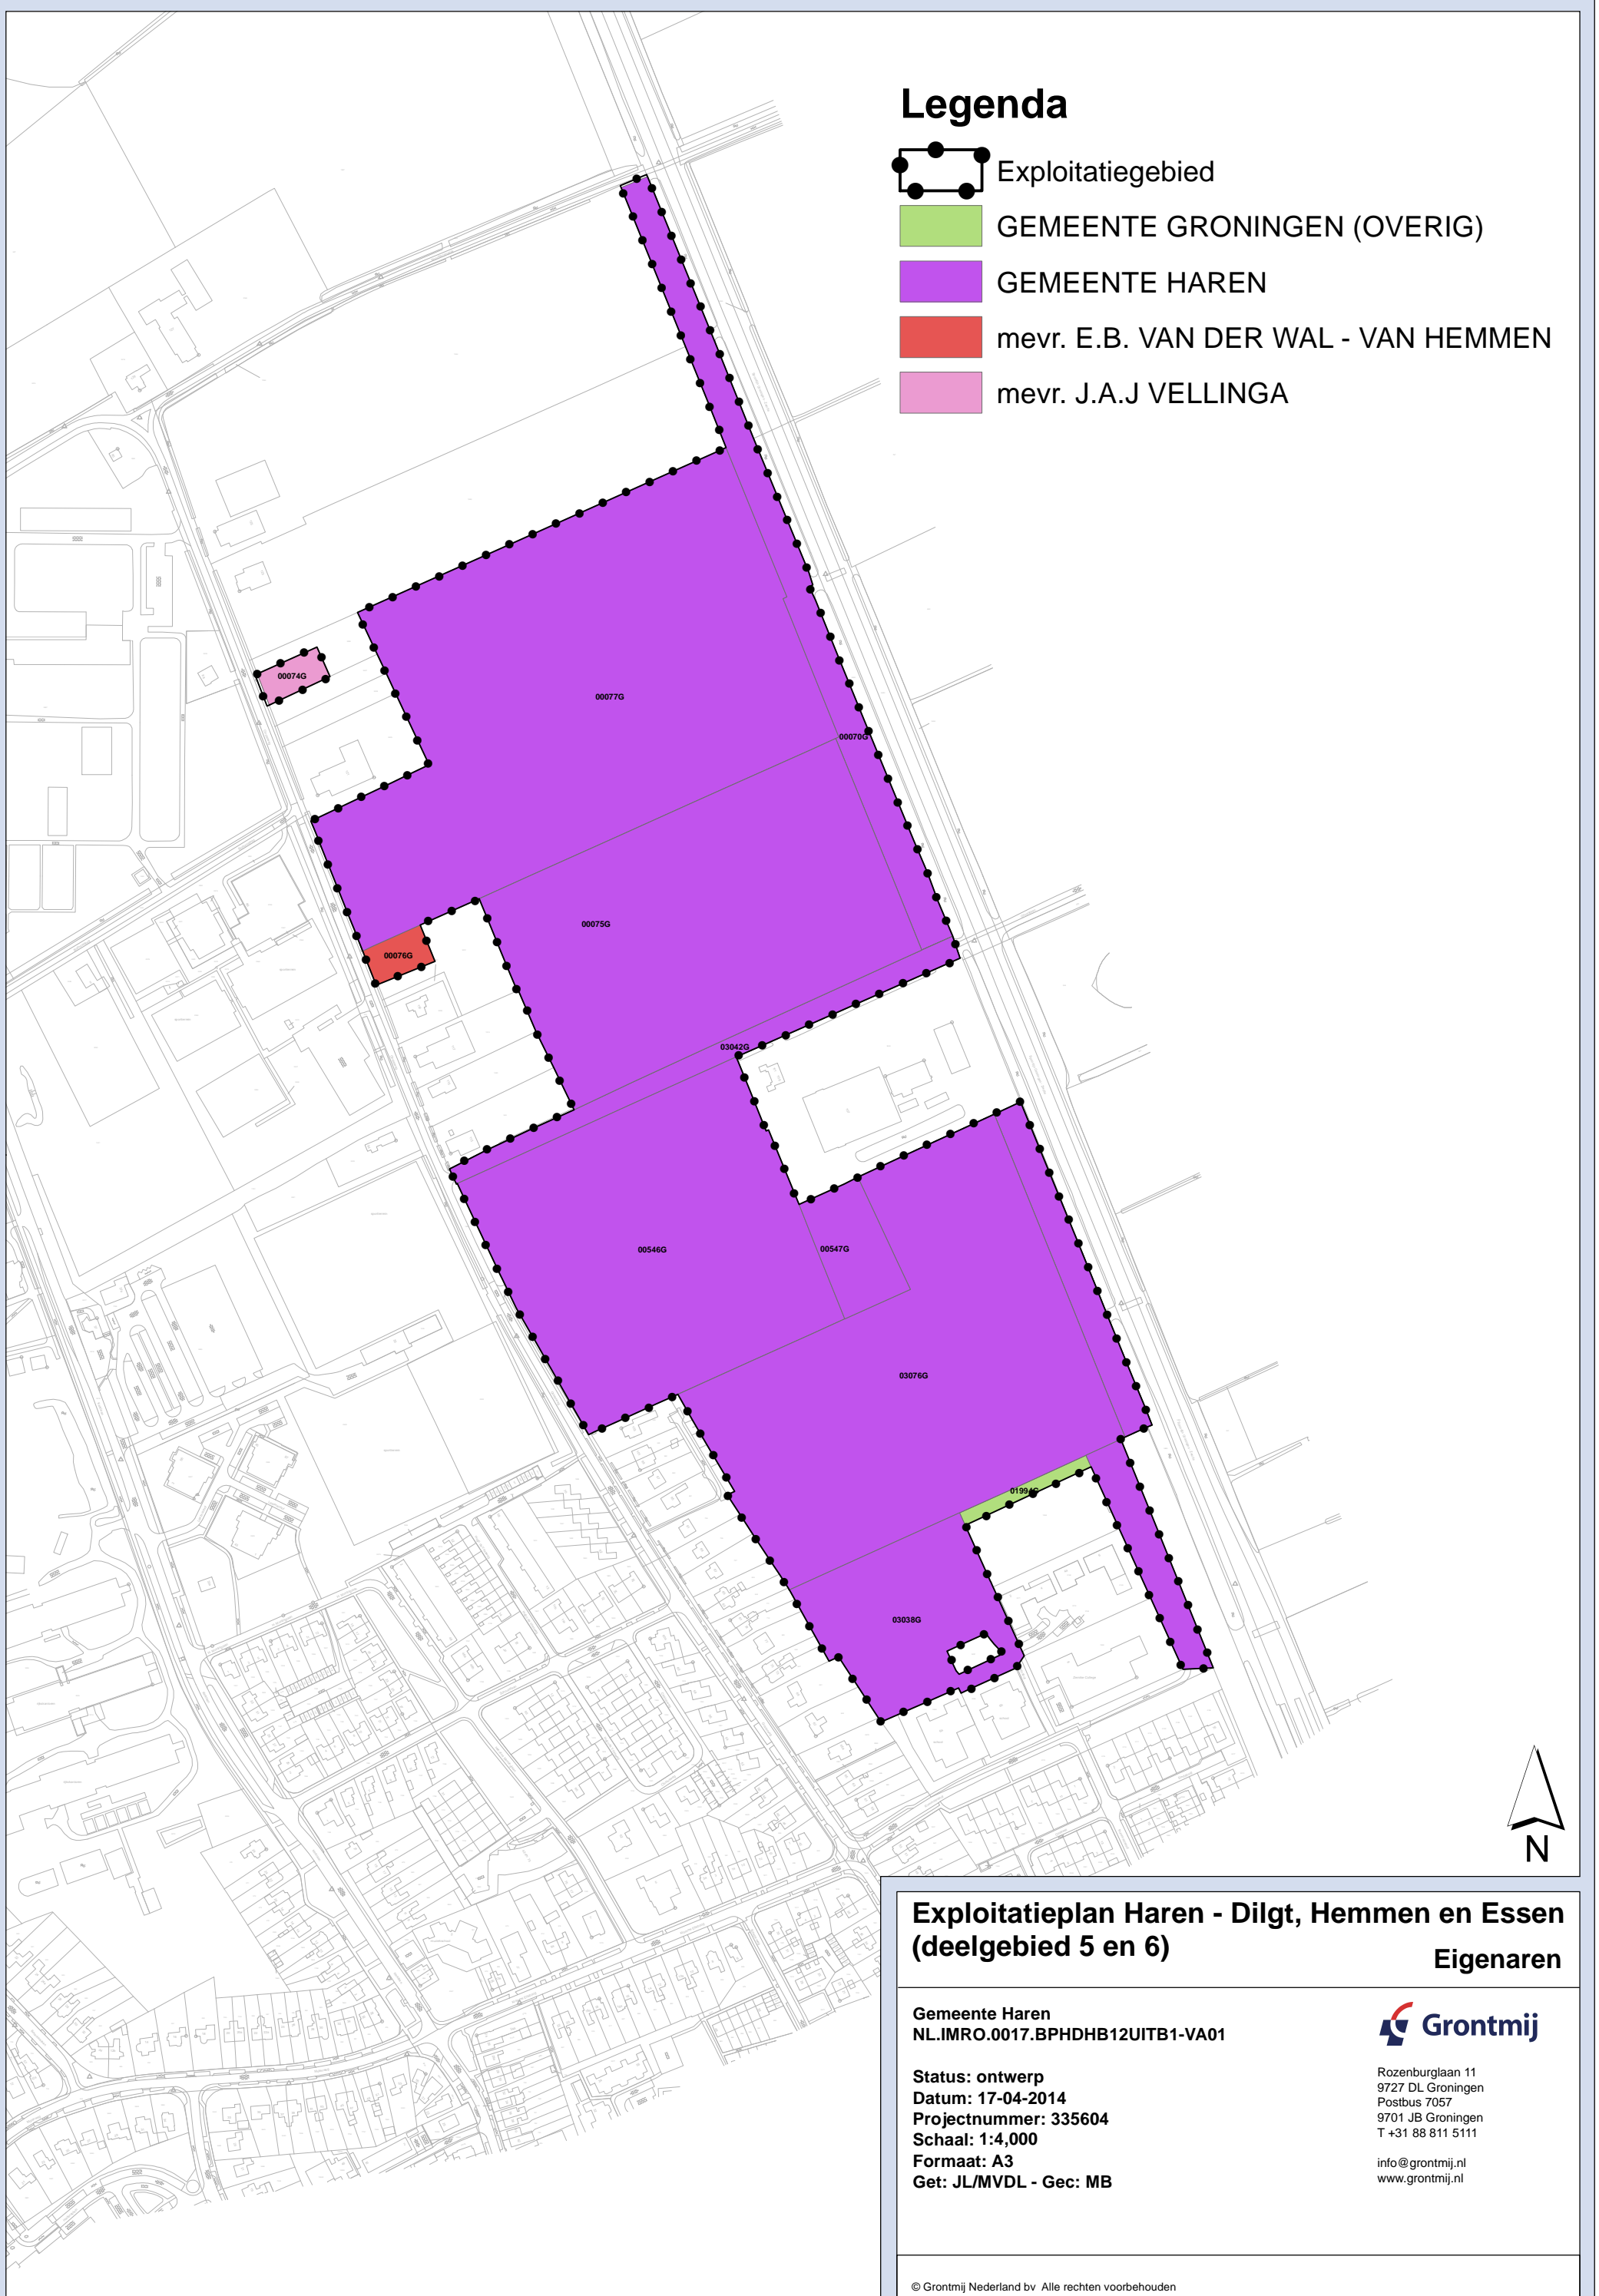 Legenda
Exploitatiegebied
GEMEENTE GRONINGEN (OVERIG)
GEMEENTE HAREN
mevr. E.B. VAN DER WAL - VAN HEMMEN
mevr. J.A.J VELLINGA
00074G
00077G
00070G
00075G
00076G
03042G
00546G
00547G
03076G
01994G
03038G
N
Exploitatieplan Haren - Dilgt, Hemmen en Essen
(deelgebied 5 en 6)
Eigenaren
Gemeente Haren
NL.IMRO.0017.BPHDHB12UITB1-VA01
Status: ontwerp
Datum: 17-04-2014
Projectnummer: 335604
Schaal: 1:4,000
Formaat: A3
Get: JL/MVDL - Gec: MB
Grontmij
Rozenburglaan 11
9727 DL Groningen
Postbus 7057
9701 JB Groningen
T +31 88 811 5111
info@grontmij.nl
www.grontmij.nl
© Grontmij Nederland bv Alle rechten voorbehouden